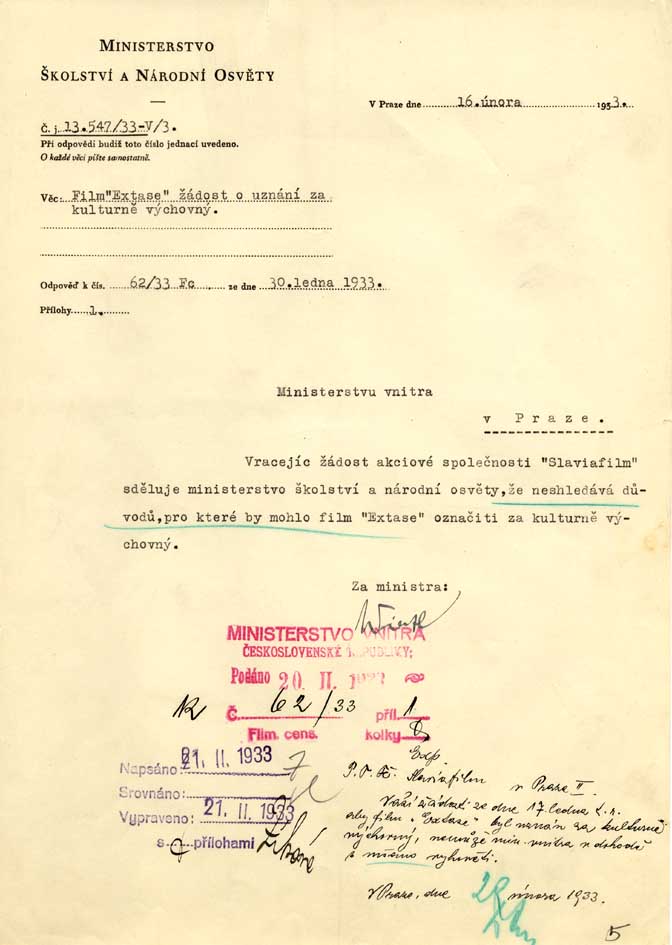 MINISTERSTVO
ŠKOLSTVÍ A NÁRODNÍ OSVĚTY
V Praze dne 16.února 1933.
Č. j. 13.547/33-V/3.
Při odpovědi budiž toto číslo jednací uvedeno.
O každé věci pište samostatně.
Věc: Film"Extase" žádost o uznání za
kulturně výchovný.
Odpověď k čís. 62/33 Fc ze dne 30.ledna 1933.
Přílohy 1.
Ministerstvu vnitra
v Praze.
Vracejíc žádost akciové společnosti "Slaviafilm"
sděluje ministerstvo školství a národní osvěty,že neshledává dů-
vodů,pro které by mohlo film "Extase" označiti za kulturně vý-
chovný.
Za ministra:
MINISTERSTVO VNITRA
ČESKOSLOVENSKÉ REPUBLIKY;
Podáno 20. II. 1933
Č. 62/33 příl. 1
Film. cens. kolky
Napsáno: 21. II. 1933
Srovnáno:
Vypraveno: 21. II. 1933
s přílohami
Exp.
P. T. Slaviafilm
v Praze II
Vaší žádosti ze dne 17 ledna t. r.
aby film "Extase" byl uznán za kulturně
výchovný, nemůže min. vnitra v dohodě
s mšano vyhověti.
V Praze, dne 20 února 1933.
5